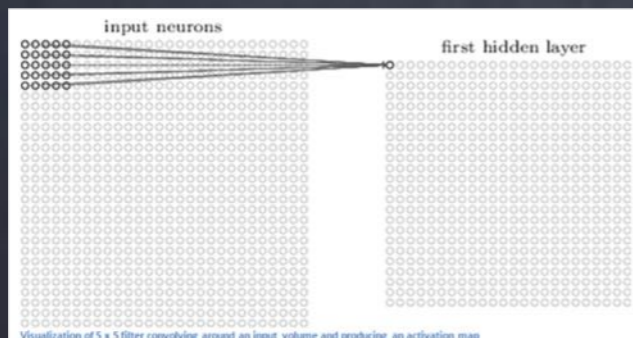 input neurons
first hidden layer
Visualization of 5 x 5 filter convolving around an input volume and producing an activation map